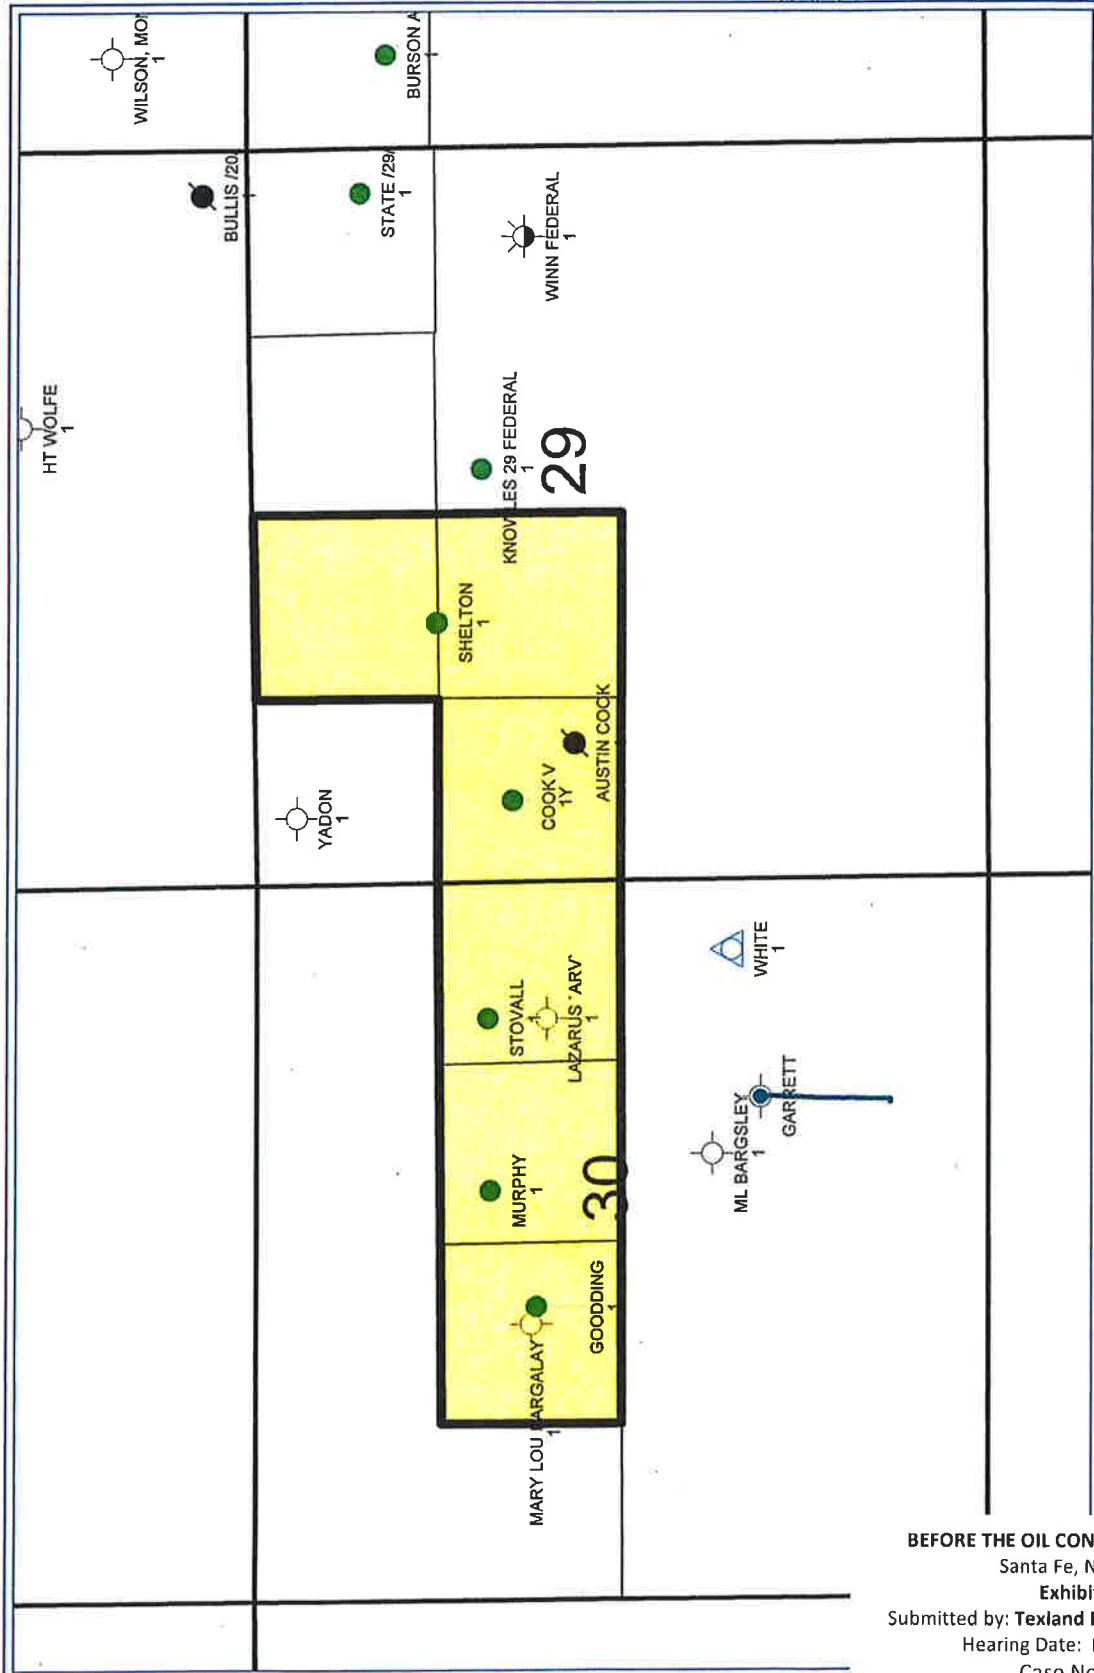 WILSON, MO
1
BURSON A
BULLIS /20
STATE /29/
1
WINN FEDERAL
1
HT WOLFE
1
KNOWLES 29 FEDERAL
1
29
SHELTON
1
YADON
1
COOK V
1Y
AUSTIN COOK
STOVALL
1
LAZARUS "ARV"
1
WHITE
1
MURPHY
1
30
ML BARGSLEY
1
GARRETT
GOODDING
1
MARY LOU BARGALAY
1
BEFORE THE OIL CON
Santa Fe, N
Exhibi
Submitted by: Texland
Hearing Date:
Case No